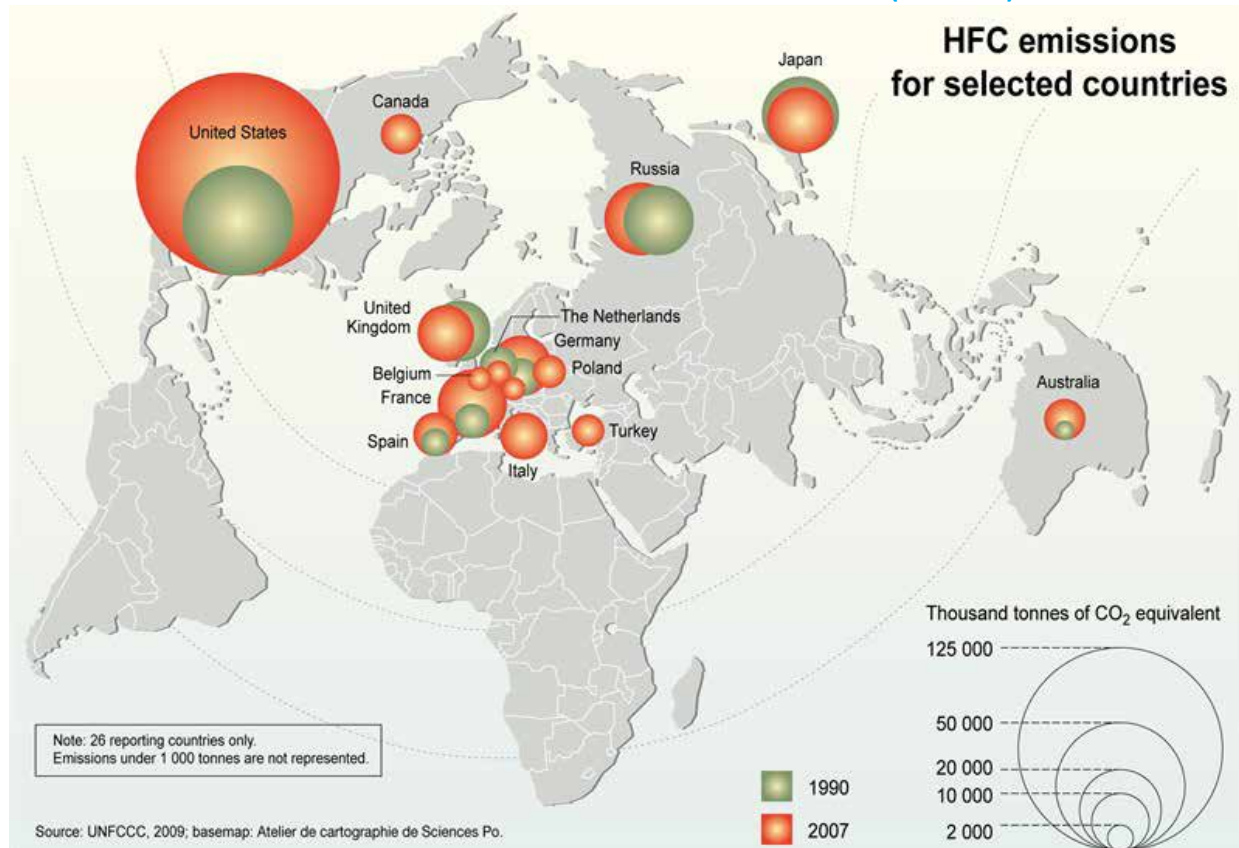 HFC emissions
for selected countries
Japan
Canada
United States
Russia
United
Kingdom
The Netherlands
Germany
Belgium
Poland
France
Australia
Spain
Turkey
Italy
Thousand tonnes of CO₂ equivalent
125 000
50 000
20 000
10 000
2 000
Note: 26 reporting countries only.
Emissions under 1 000 tonnes are not represented.
1990
2007
Source: UNFCCC, 2009; basemap: Atelier de cartographie de Sciences Po.